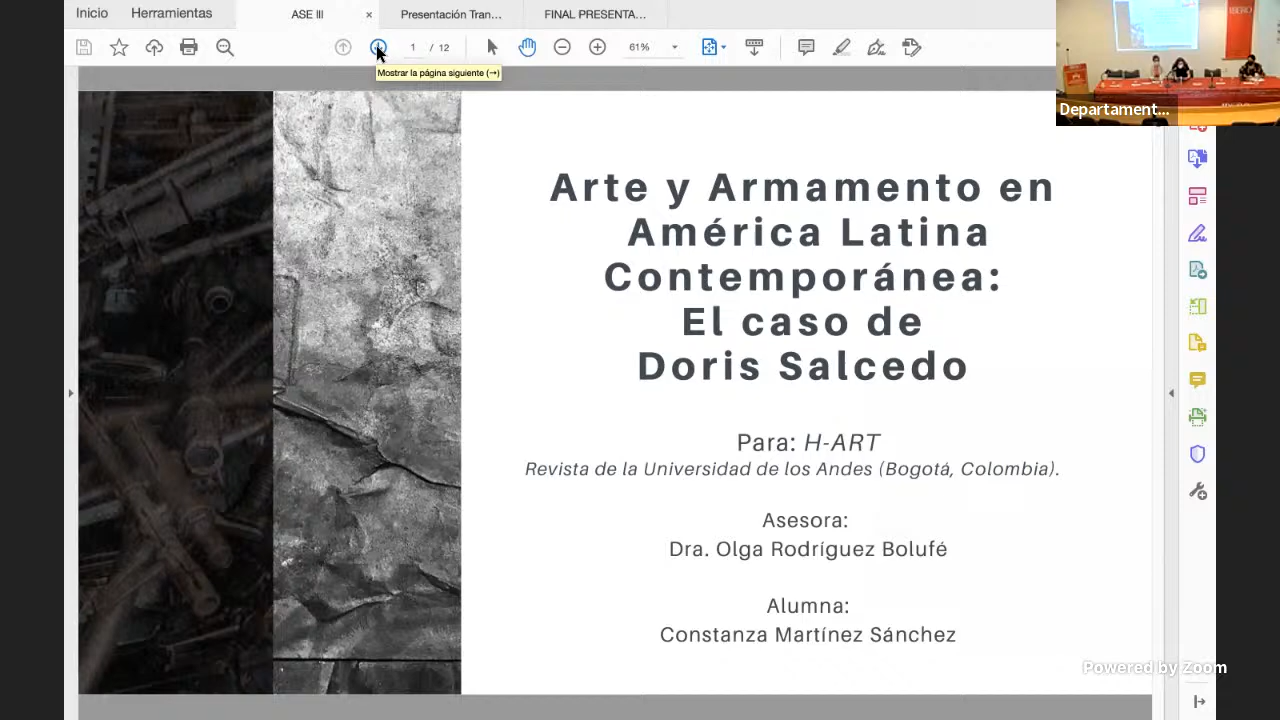 Inicio
Herramientas
ASE III
×
Presentación Tran...
FINAL PRESENTA...
1 / 12
61%
Mostrar la página siguiente (→)
IBERO
Departament...
Arte y Armamento en
América Latina
Contemporánea:
El caso de
Doris Salcedo
Para: H-ART
Revista de la Universidad de los Andes (Bogotá, Colombia).
Asesora:
Dra. Olga Rodríguez Bolufé
Alumna:
Constanza Martínez Sánchez
Powered by Zoom